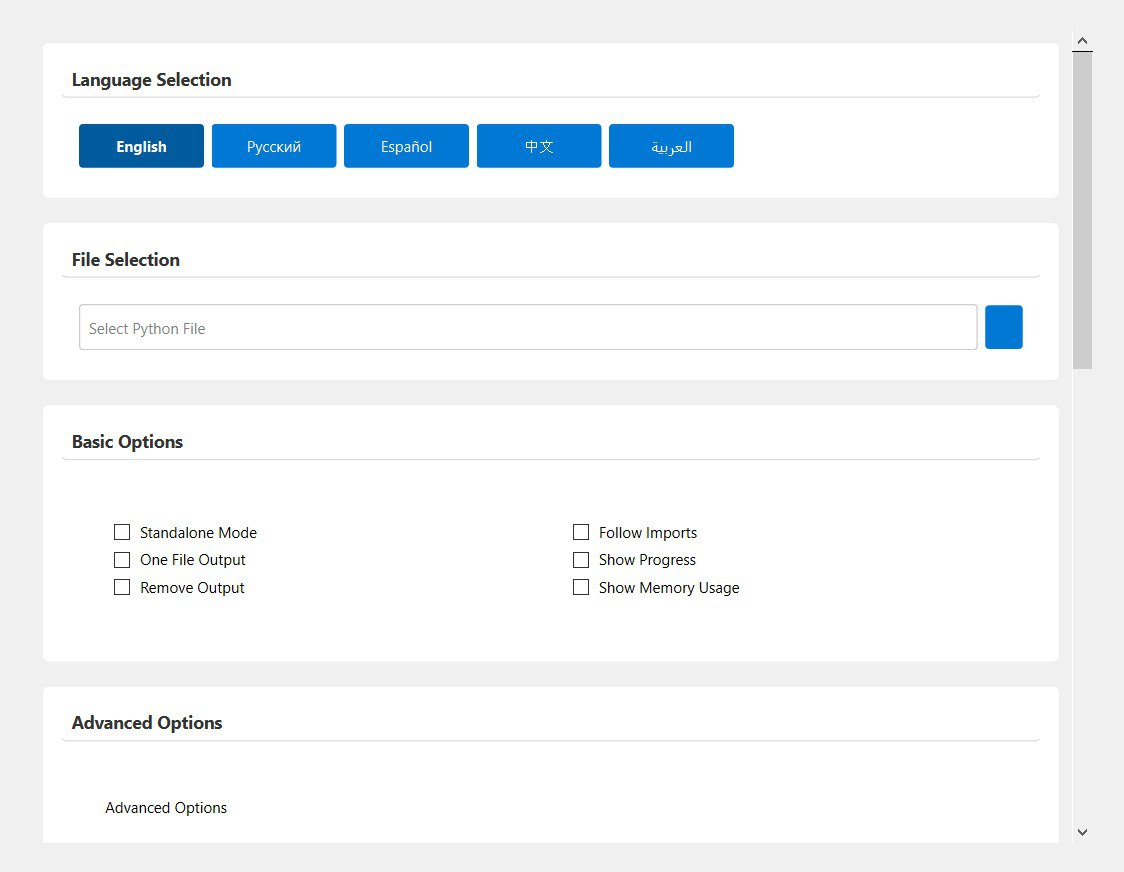 Language Selection
English Русский Español 中文 العربية
File Selection
Select Python File
Basic Options
Standalone Mode Follow Imports
One File Output Show Progress
Remove Output Show Memory Usage
Advanced Options
Advanced Options